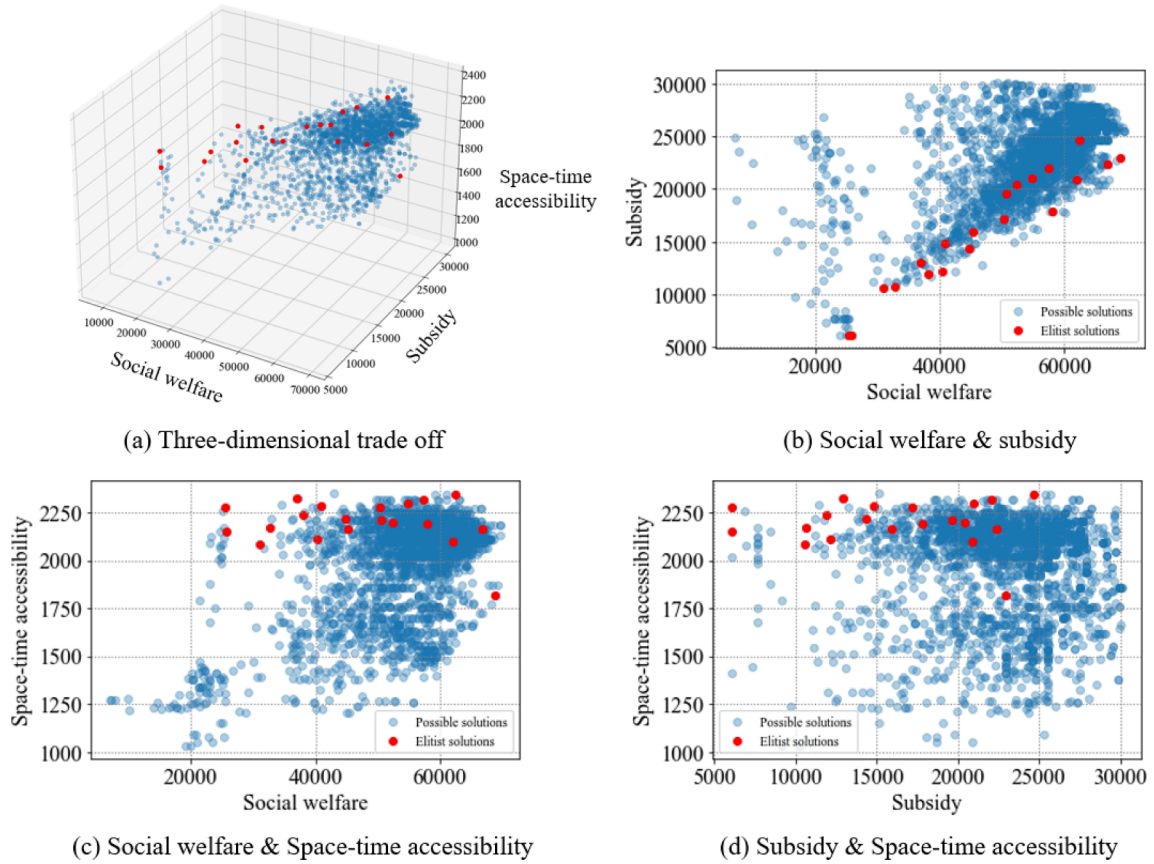 2400
2200
2000
1800
1600
1400
1200
1000
Space-time
accessibility
30000
25000
20000
15000
10000
5000
Subsidy
10000
20000
30000
40000
50000
60000
70000
Social welfare
(a) Three-dimensional trade off
30000
25000
20000
15000
10000
5000
Subsidy
Possible solutions
Elitist solutions
20000 40000 60000
Social welfare
(b) Social welfare & subsidy
2250
2000
1750
1500
1250
1000
Space-time accessibility
Possible solutions
Elitist solutions
20000 40000 60000
Social welfare
(c) Social welfare & Space-time accessibility
2250
2000
1750
1500
1250
1000
Space-time accessibility
Possible solutions
Elitist solutions
5000 10000 15000 20000 25000 30000
Subsidy
(d) Subsidy & Space-time accessibility